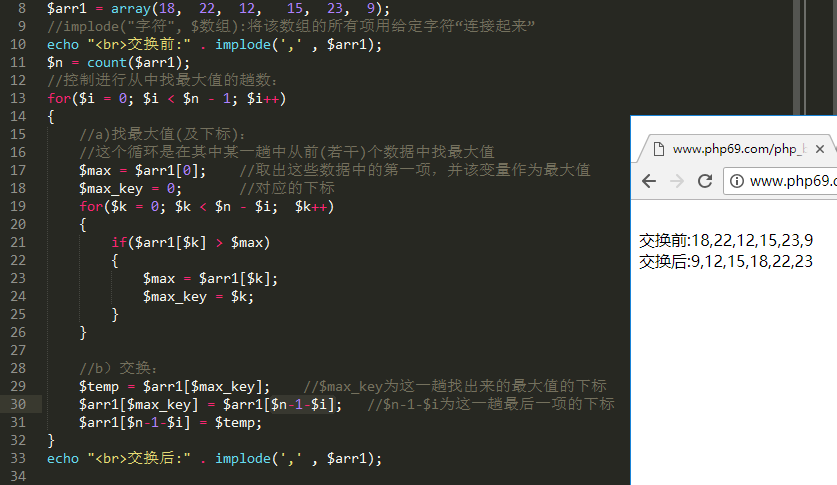 8 $arr1 = array(18, 22, 12, 15, 23, 9);
9 //implode("字符", $数组):将该数组的所有项用给定字符“连接起来”
10 echo "<br>交换前:" . implode(',' , $arr1);
11 $n = count($arr1);
12 //控制进行从中找最大值的趟数:
13 for($i = 0; $i < $n - 1; $i++)
14 {
15 //a)找最大值(及下标):
16 //这个循环是在其中某一趟中从前(若干)个数据中找最大值
17 $max = $arr1[0]; //取出这些数据中的第一项，并该变量作为最大值
18 $max_key = 0; //对应的下标
19 for($k = 0; $k < $n - $i; $k++)
20 {
21 if($arr1[$k] > $max)
22 {
23 $max = $arr1[$k];
24 $max_key = $k;
25 }
26 }
27
28 //b）交换:
29 $temp = $arr1[$max_key]; //$max_key为这一趟找出来的最大值的下标
30 $arr1[$max_key] = $arr1[$n-1-$i]; //$n-1-$i为这一趟最后一项的下标
31 $arr1[$n-1-$i] = $temp;
32 }
33 echo "<br>交换后:" . implode(',' , $arr1);
34
www.php69.com/php_
www.php69.c
交换前:18,22,12,15,23,9
交换后:9,12,15,18,22,23